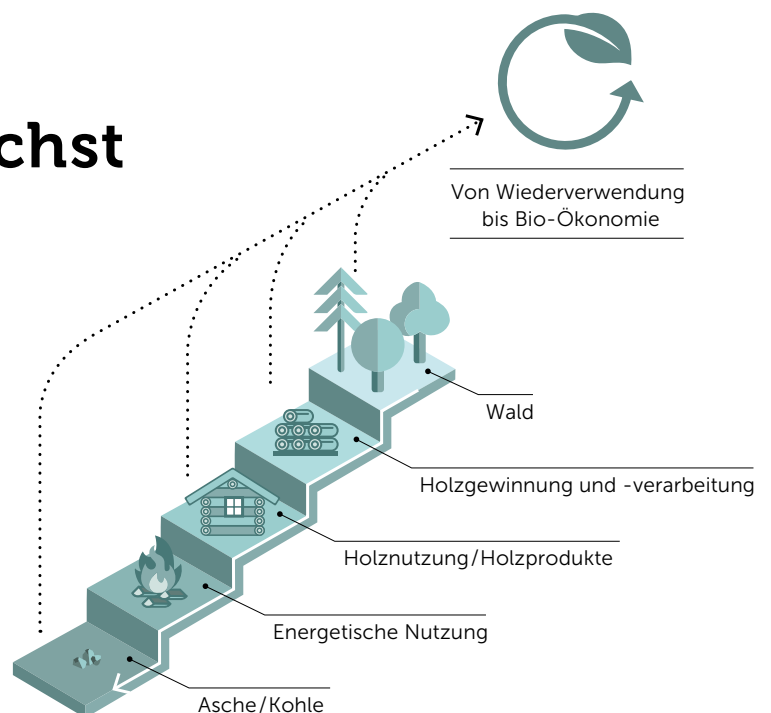 chst
Von Wiederverwendung
bis Bio-Ökonomie
Wald
Holzgewinnung und -verarbeitung
Holznutzung/Holzprodukte
Energetische Nutzung
Asche/Kohle